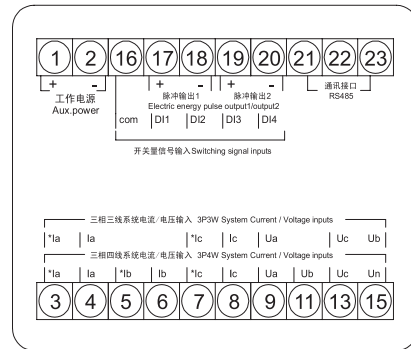 1 2 16 17 18 19 20 21 22 23
+ - + - + -
工作电源 脉冲输出1 脉冲输出2 通讯接口
Aux.power Electric energy pulse output1/output2 RS485
com DI1 DI2 DI3 DI4
开关量信号输入Switching signal inputs
三相三线系统电流/电压输入 3P3W System Current / Voltage inputs
*Ia Ia *Ic Ic Ua Uc Ub
三相四线系统电流/电压输入 3P4W System Current / Voltage inputs
*Ia Ia *Ib Ib *Ic Ic Ua Ub Uc Un
3 4 5 6 7 8 9 11 13 15